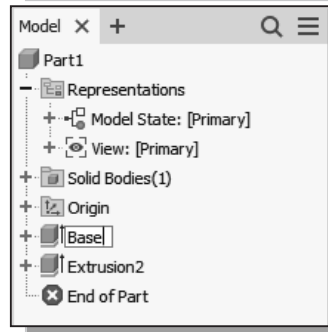 Model
Part1
Representations
Model State: [Primary]
View: [Primary]
Solid Bodies(1)
Origin
Base
Extrusion2
End of Part